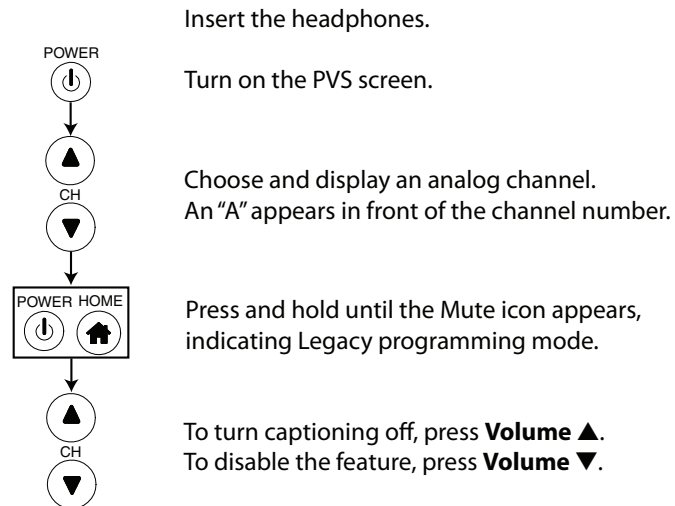 Insert the headphones.
POWER
Turn on the PVS screen.
Choose and display an analog channel.
CH
An “A” appears in front of the channel number.
POWER HOME
Press and hold until the Mute icon appears,
indicating Legacy programming mode.
CH
To turn captioning off, press Volume ▲.
To disable the feature, press Volume ▼.